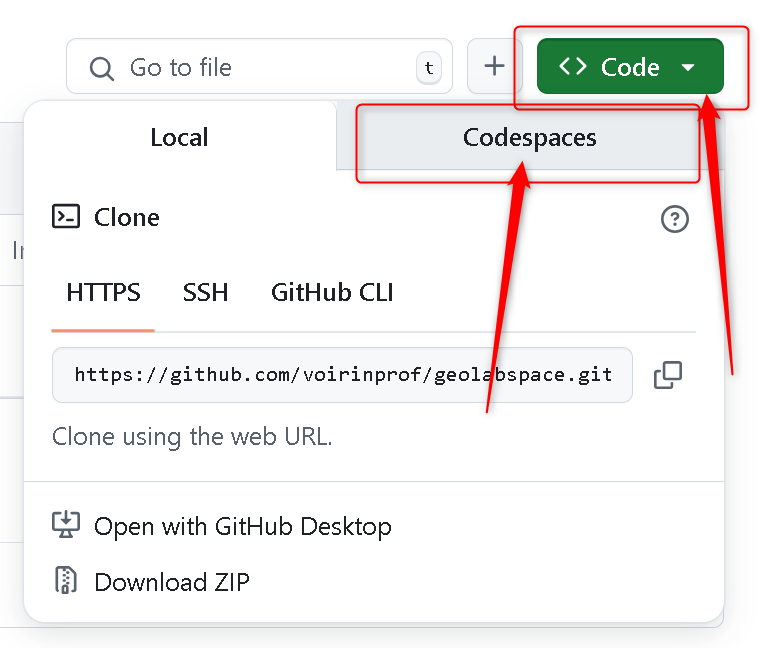 Go to file
t
+
<> Code
Local
Codespaces
Clone
?
In
HTTPS
SSH
GitHub CLI
https://github.com/voirinprof/geolabspace.git
Clone using the web URL.
Open with GitHub Desktop
Download ZIP